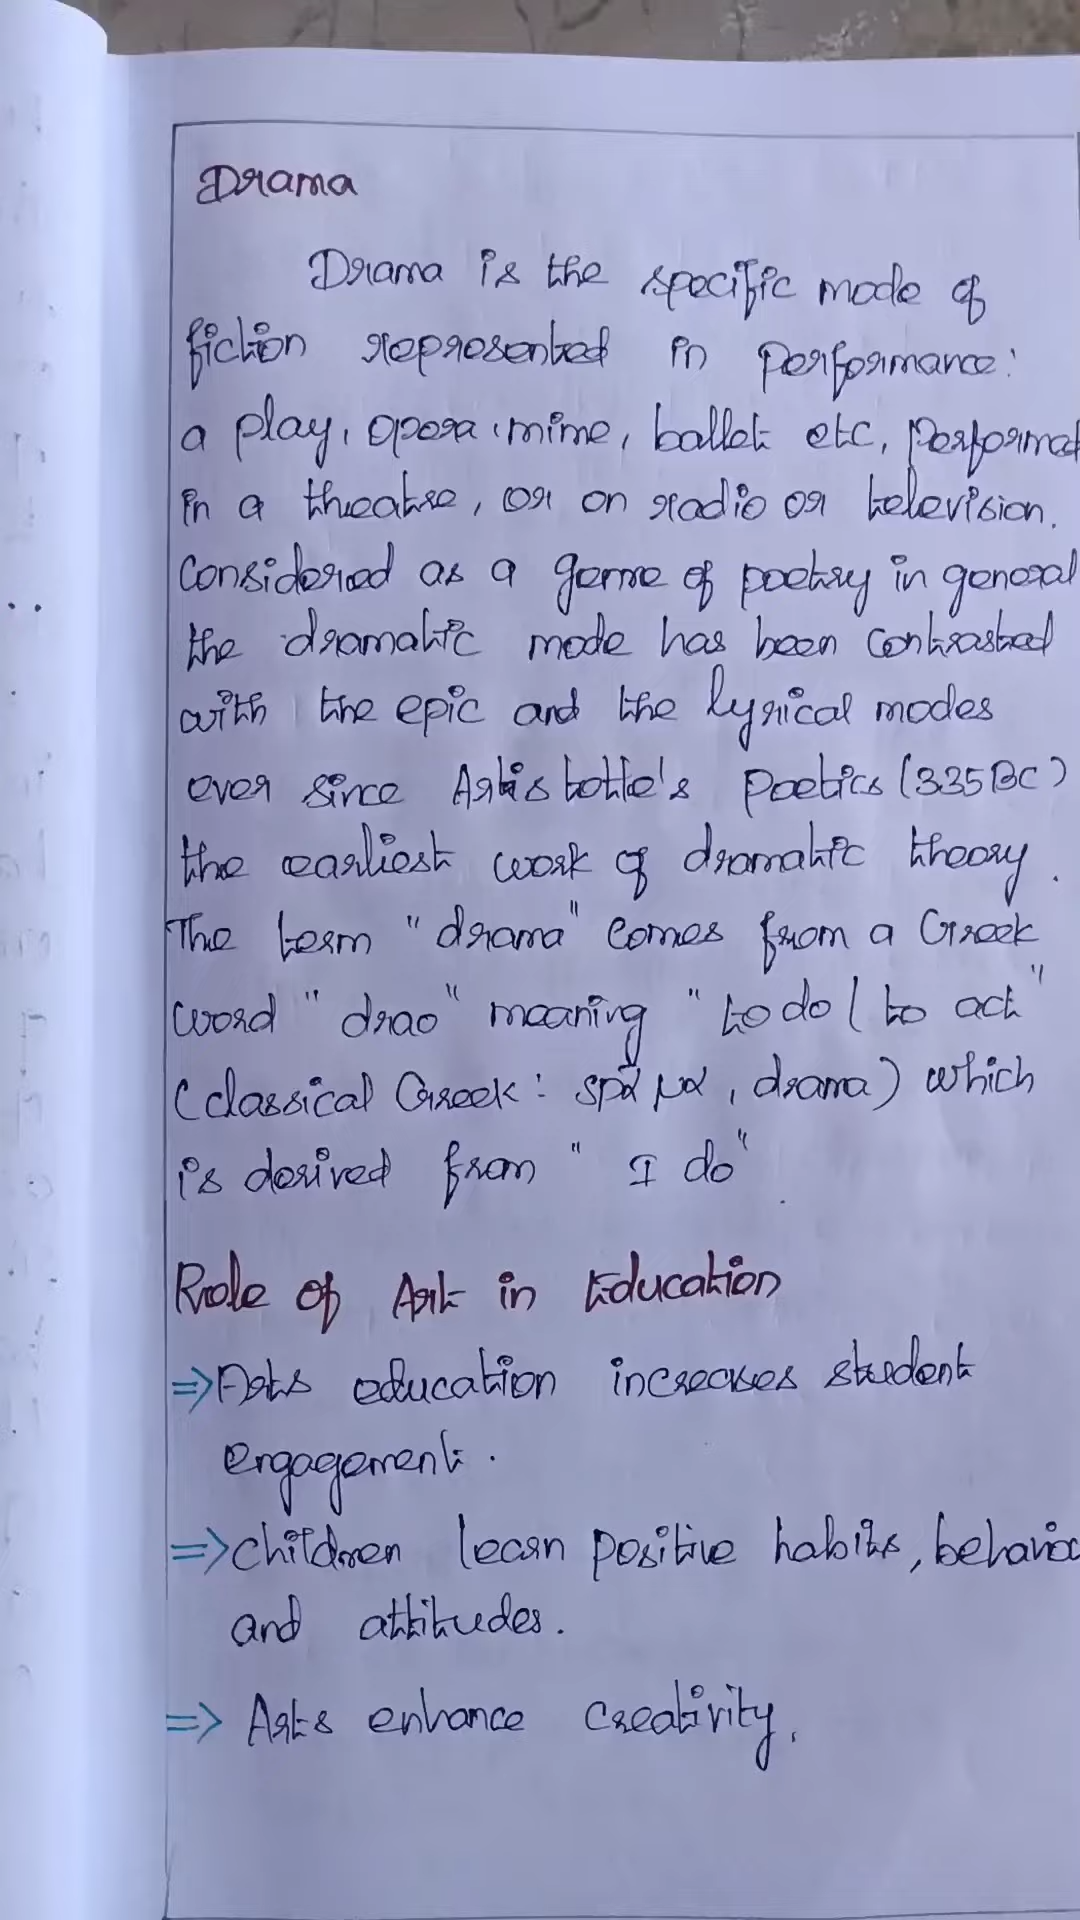 Drama
Drama is the specific mode of
fiction represented in performance:
a play, opera, mime, ballet etc, performed
in a theatre, or on radio or television.
Considered as a genre of poetry in general
the dramatic mode has been contrasted
with the epic and the lyrical modes
ever since Aristotle's poetics (335 BC)
the earliest work of dramatic theory.
The term "drama" comes from a Greek
word "drao" meaning "to do / to act"
(classical Greek: spα μα, drama) which
is derived from "I do"
Role of Art in Education
⇒ Arts education increases student
engagement.
⇒ children learn positive habits,
and attitudes.
⇒ Arts enhance creativity.